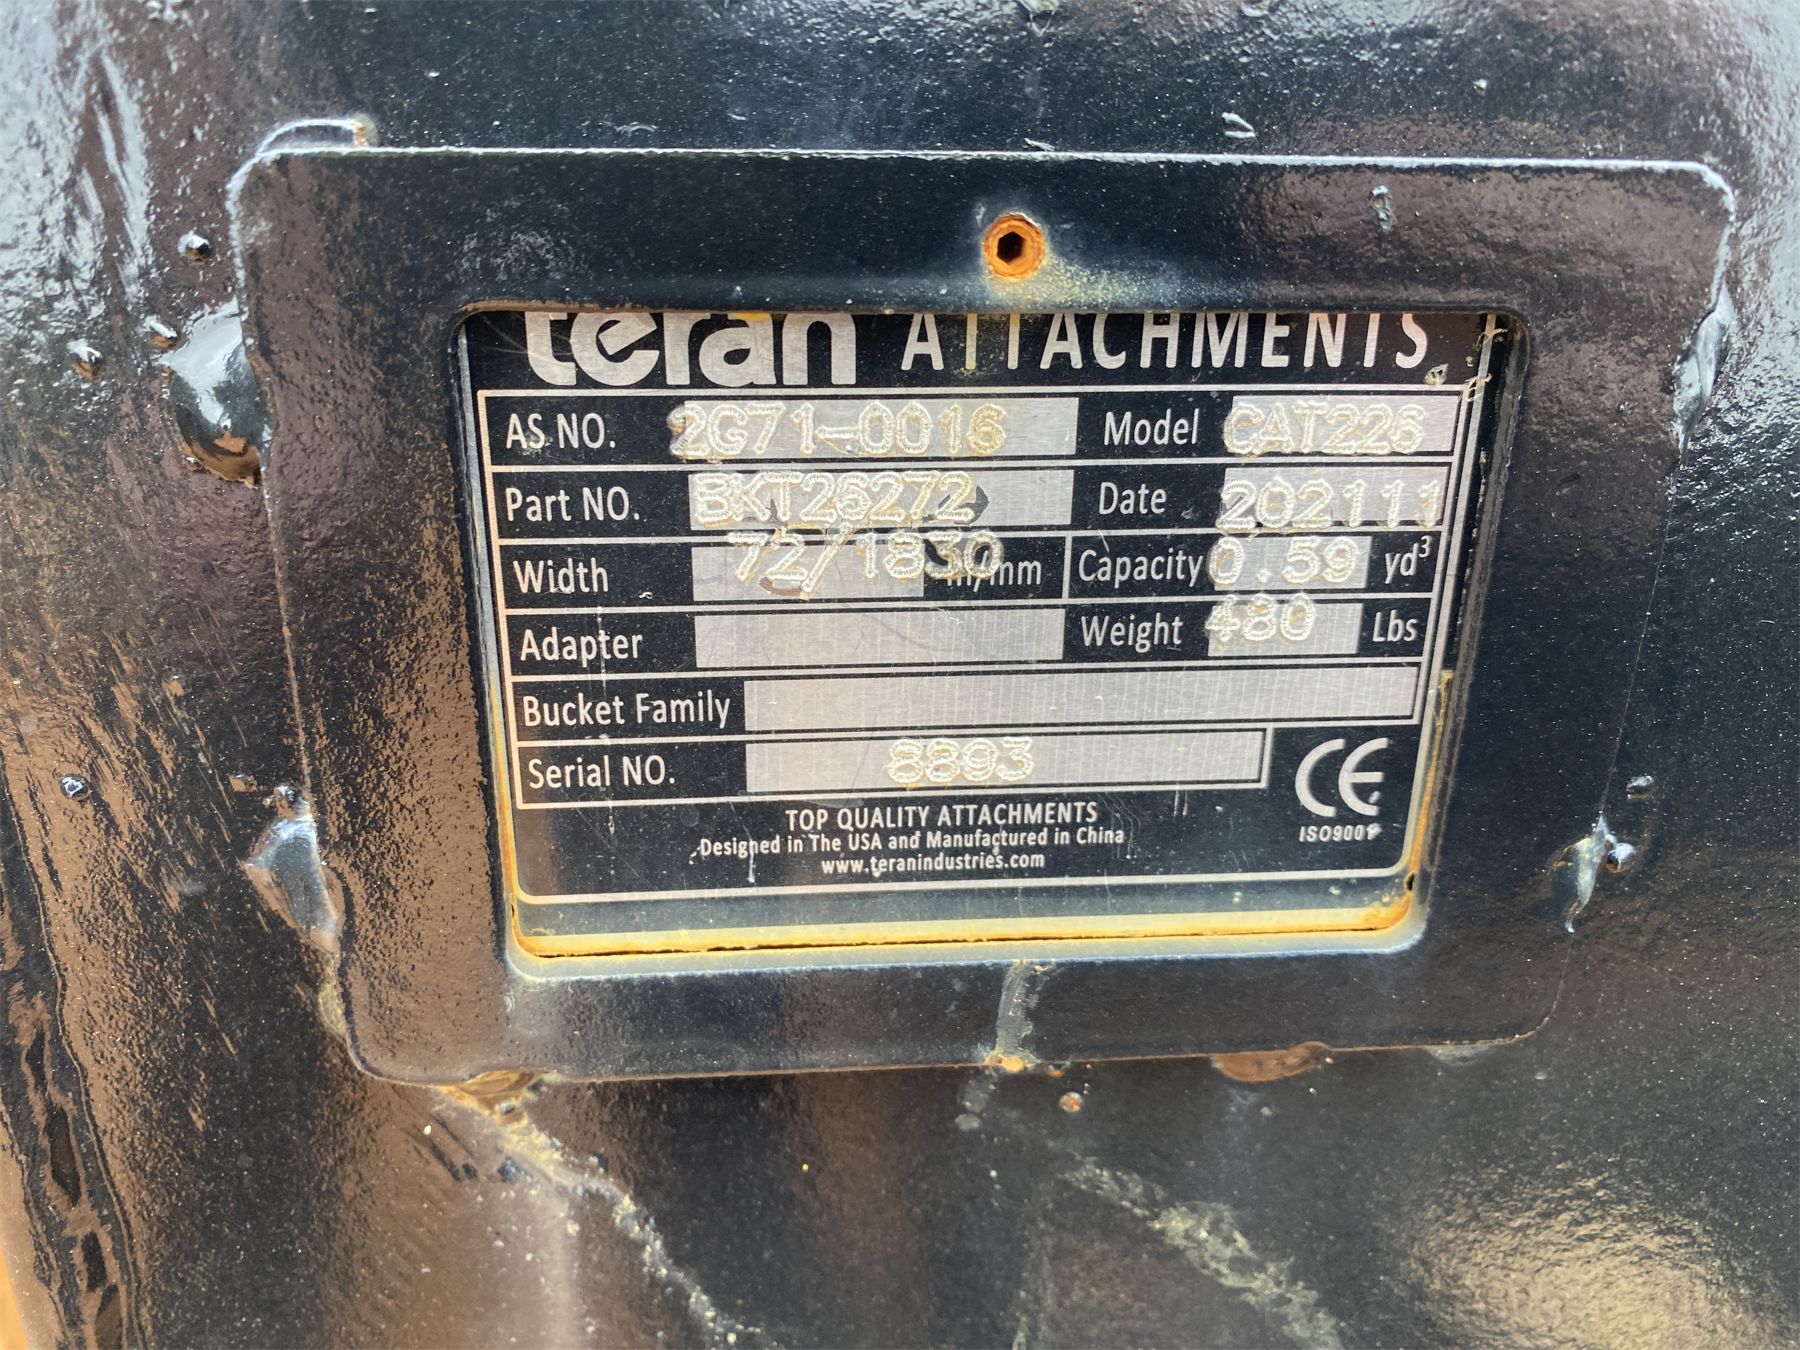 teran ATTACHMENTS
AS NO. 2G71-0016 Model CAT226
Part NO. BKT26272 Date 202111
Width 72/1830 in/mm Capacity 0.59 yd³
Adapter Weight 480 Lbs
Bucket Family
Serial NO. 8893
CE
ISO9001
TOP QUALITY ATTACHMENTS
Designed in The USA and Manufactured in China
www.teranindustries.com